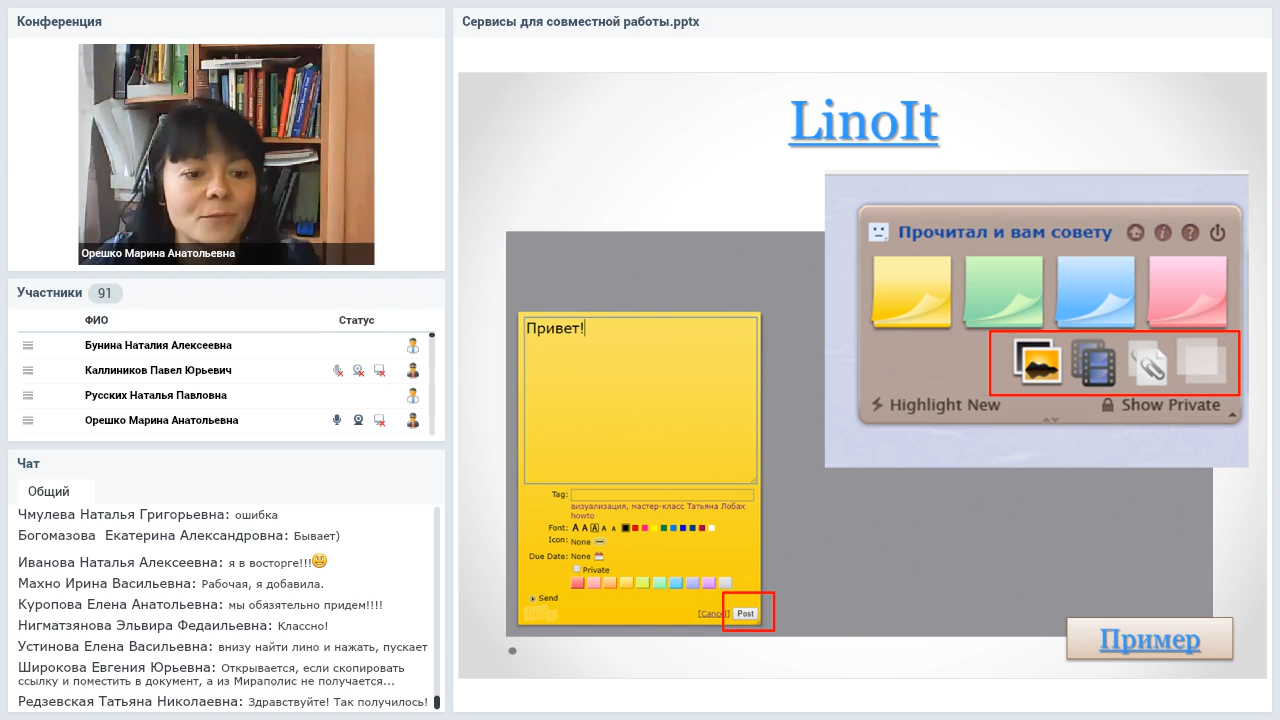 Конференция
Орешко Марина Анатольевна
Участники 91
ФИО Статус
Бунина Наталия Алексеевна
Каллиников Павел Юрьевич
Русских Наталья Павловна
Орешко Марина Анатольевна
Чат
Общий
Чмулева Наталья Григорьевна: ошибка
Богомазова Екатерина Александровна: Бывает)
Иванова Наталья Алексеевна: я в восторге!!!
Махно Ирина Васильевна: Рабочая, я добавила.
Куропова Елена Анатольевна: мы обязятельно придем!!!!
Нигматзянова Эльвира Федаильевна: Классно!
Устинова Елена Васильевна: внизу найти лино и нажать, пускает
Широкова Евгения Юрьевна: Открывается, если скопировать
ссылку и поместить в документ, а из Мираполис не получается...
Редзевская Татьяна Николаевна: Здравствуйте! Так получилось!
Сервисы для совместной работы.pptx
LinoIt
Прочитал и вам совету
Highlight New Show Private
Привет!
Tag:
визуализация, мастер-класс Татьяна Лобах
howto
Font: A A A A A
Icon: None
Due Date: None
Private
Send
[Cancel] Post
Пример